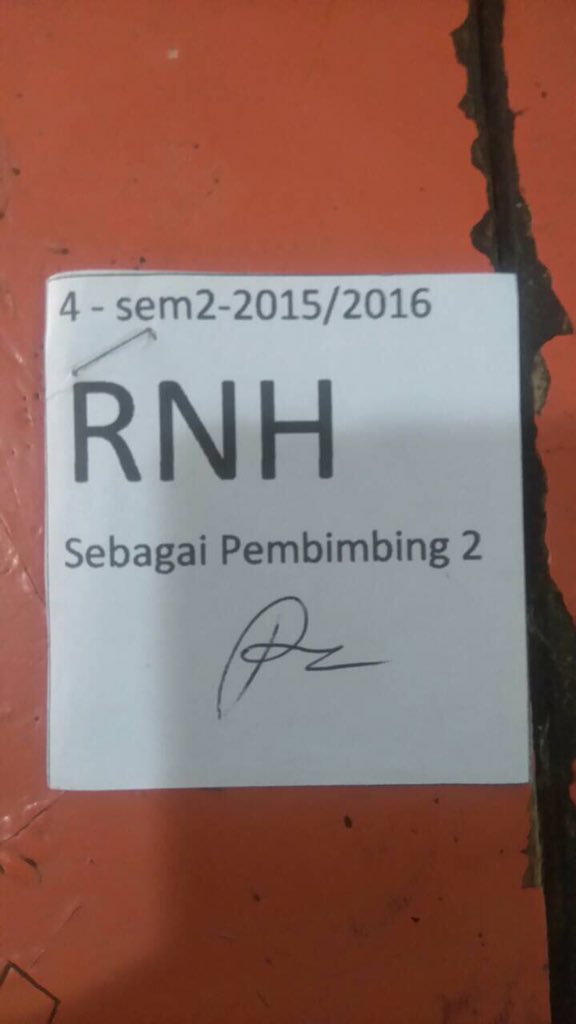 4 - sem2-2015/2016
RNH
Sebagai Pembimbing 2